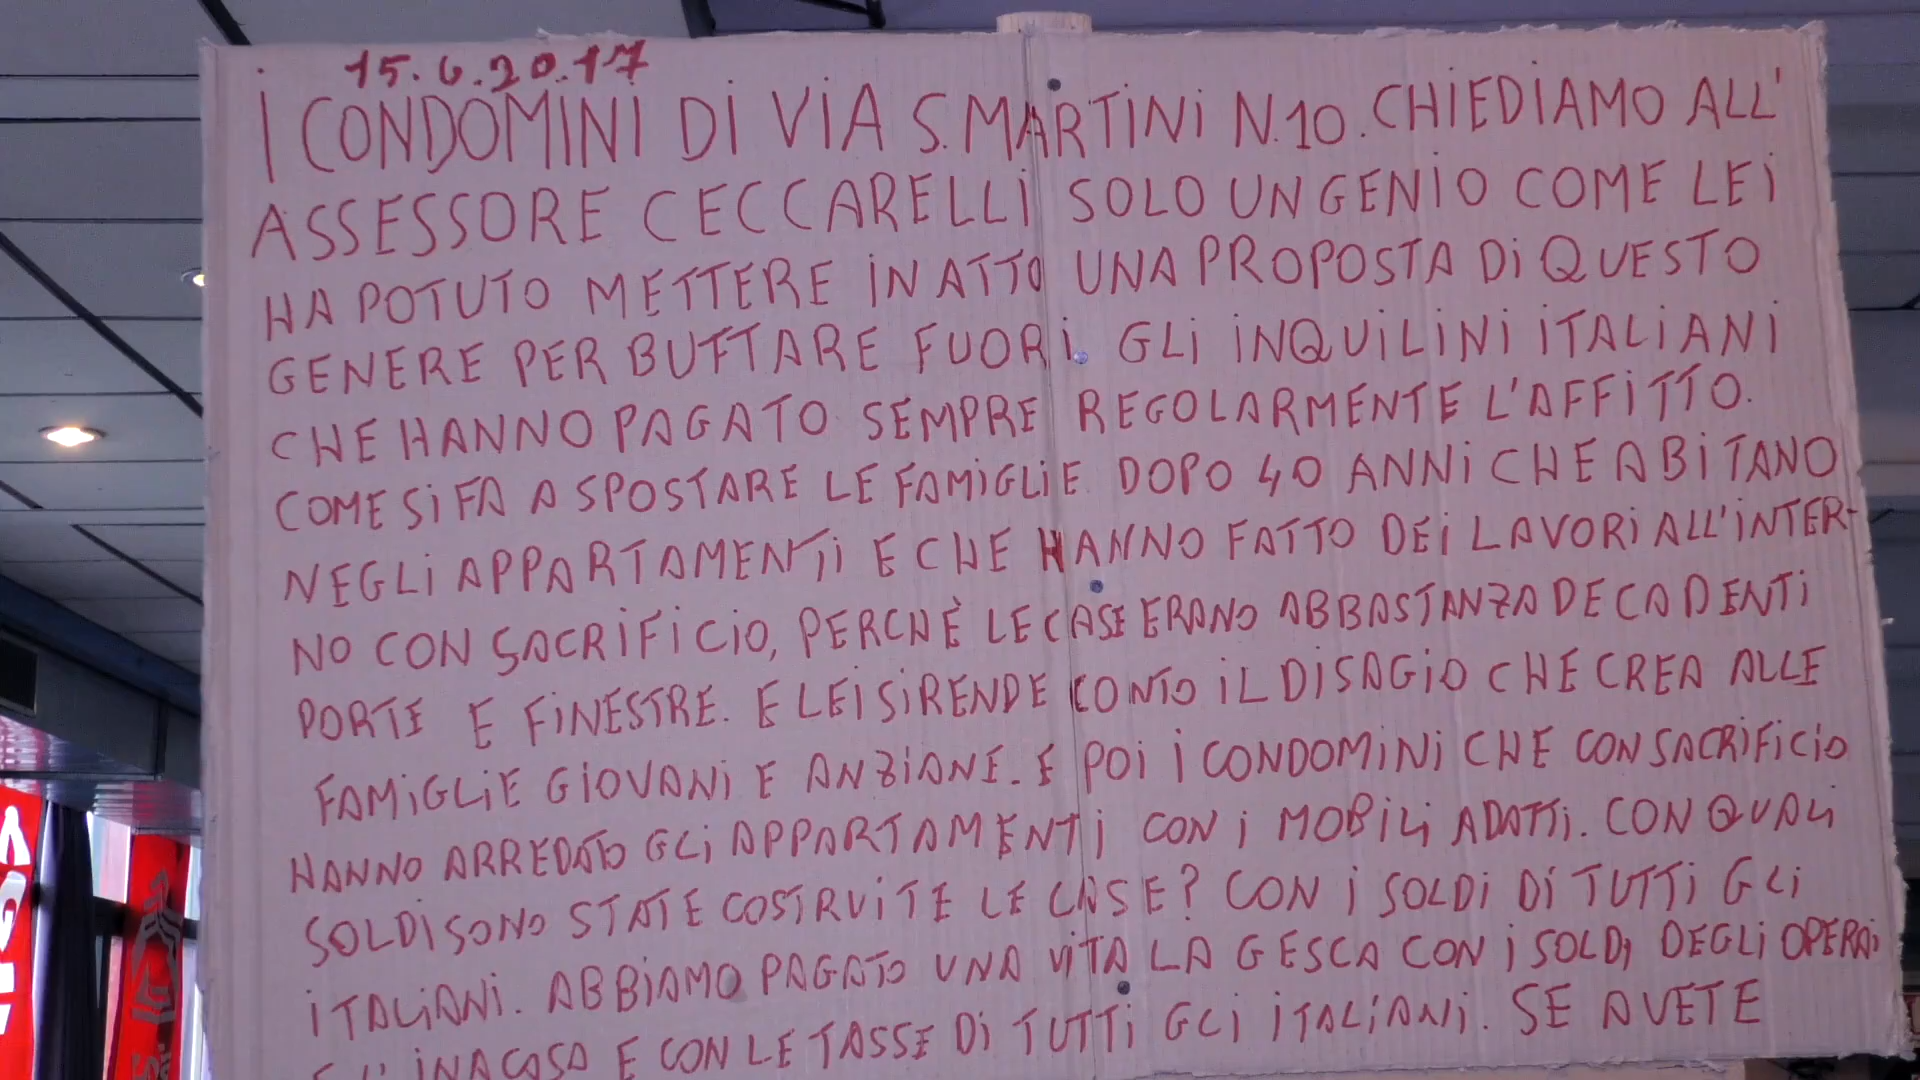 15.6.2017
I CONDOMINI DI VIA S. MARTINI N.10. CHIEDIAMO ALL'
ASSESSORE CECCARELLI SOLO UN GENIO COME LEI
HA POTUTO METTERE IN ATTO UNA PROPOSTA DI QUESTO
GENERE PER BUTTARE FUORI. GLI INQUILINI ITALIANI
CHE HANNO PAGATO SEMPRE REGOLARMENTE L'AFFITTO.
COME SI FA A SPOSTARE LE FAMIGLIE DOPO 40 ANNI CHE ABITANO
NEGLI APPARTAMENTI E CHE HANNO FATTO DEI LAVORI ALL'INTER-
NO CON SACRIFICIO, PERCHÈ LE CASE ERANO ABBASTANZA DECADENTI
PORTE E FINESTRE. E LEI SI RENDE CONTO IL DISAGIO CHE CREA ALLE
FAMIGLIE GIOVANI E ANZIANE. E POI I CONDOMINI CHE CON SACRIFICIO
HANNO ARREDATO GLI APPARTAMENTI CON I MOBILI ADATTI. CON QUALI
SOLDI SONO STATE COSTRUITE LE CASE? CON I SOLDI DI TUTTI GLI
ITALIANI. ABBIAMO PAGATO UNA VITA LA GESCA CON I SOLDI DEGLI OPERAI
E L'INACASA E CON LE TASSE DI TUTTI GLI ITALIANI. SE AVETE